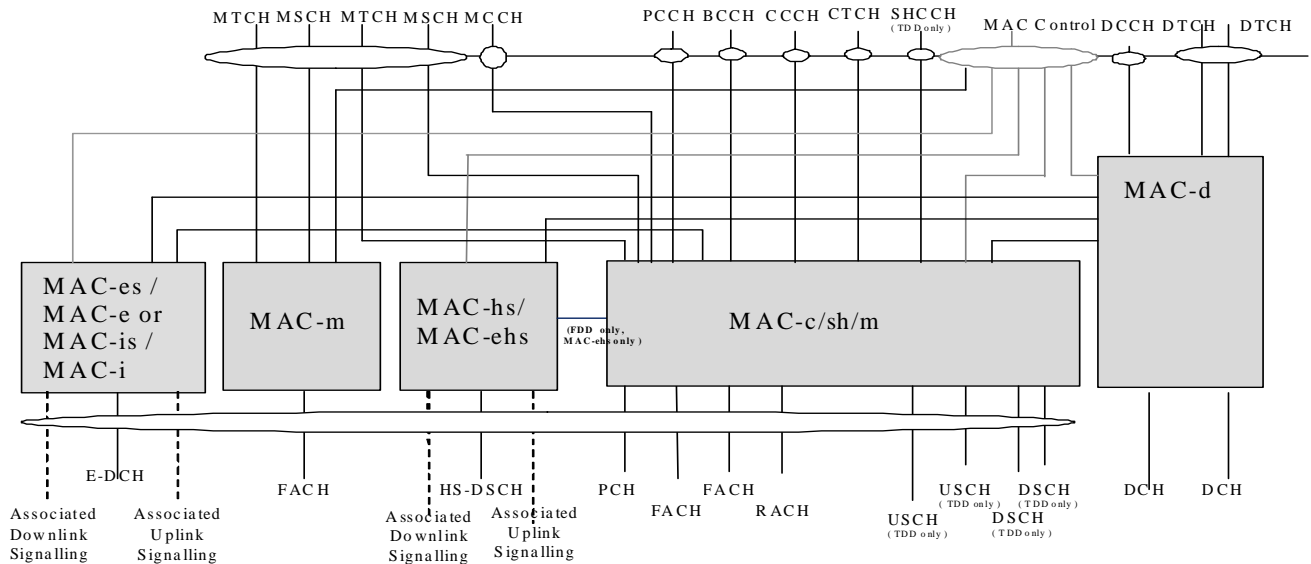 MTCH MSCH MTCH MSCH MCCH PCCH BCCH CCCH CTCH SHCCH MAC Control DCCH DTCH DTCH
( TDD only )
MAC-d
MAC-es /
MAC-e or
MAC-is /
MAC-i
MAC-m
MAC-hs/
MAC-ehs
(FDD only,
MAC-ehs only )
MAC-c/sh/m
E-DCH
FACH
HS-DSCH
PCH
FACH
FACH
RACH
USCH
( TDD only )
USCH
( TDD only )
DSCH
( TDD only )
DSCH
( TDD only )
DCH
DCH
Associated
Downlink
Signalling
Associated
Uplink
Signalling
Associated
Downlink
Signalling
Associated
Uplink
Signalling